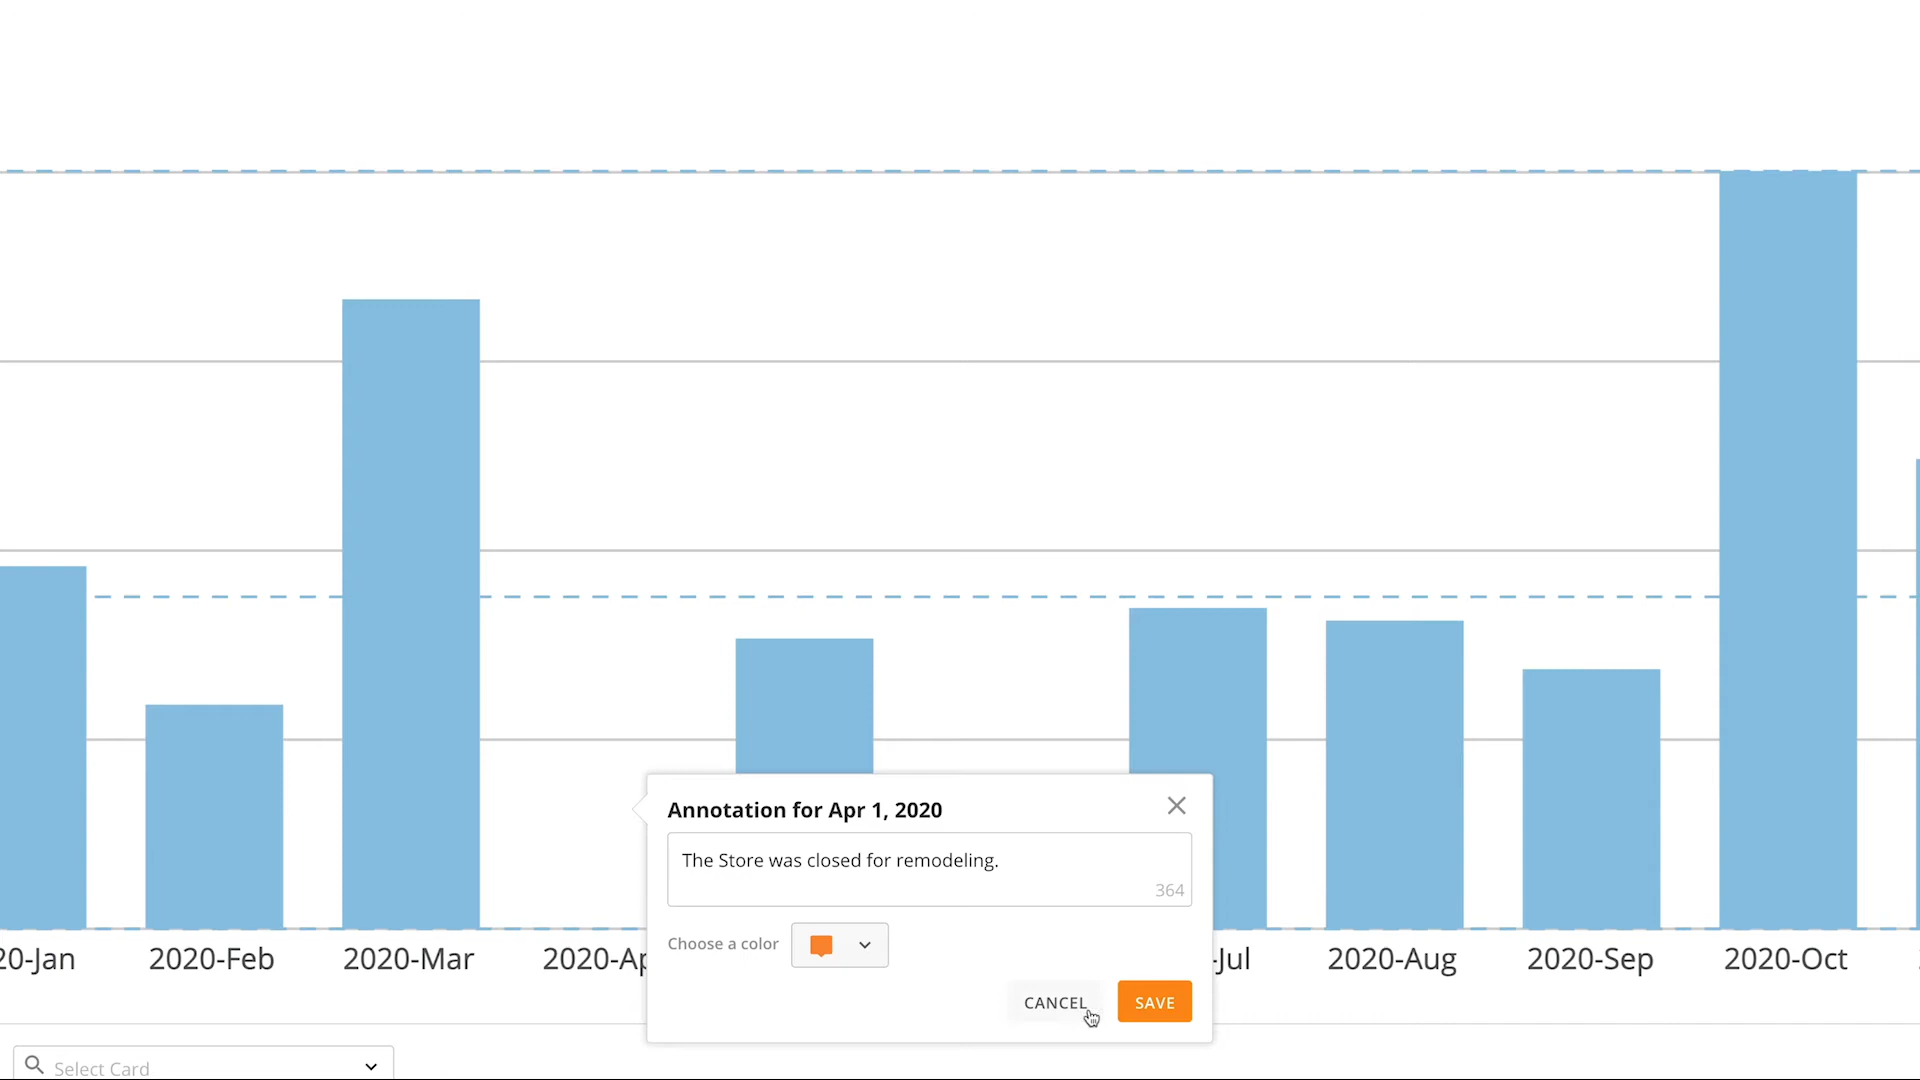 Annotation for Apr 1, 2020
The Store was closed for remodeling.
364
20-Jan 2020-Feb 2020-Mar 2020-Ap -Jul 2020-Aug 2020-Sep 2020-Oct
Choose a color
CANCEL SAVE
Select Card